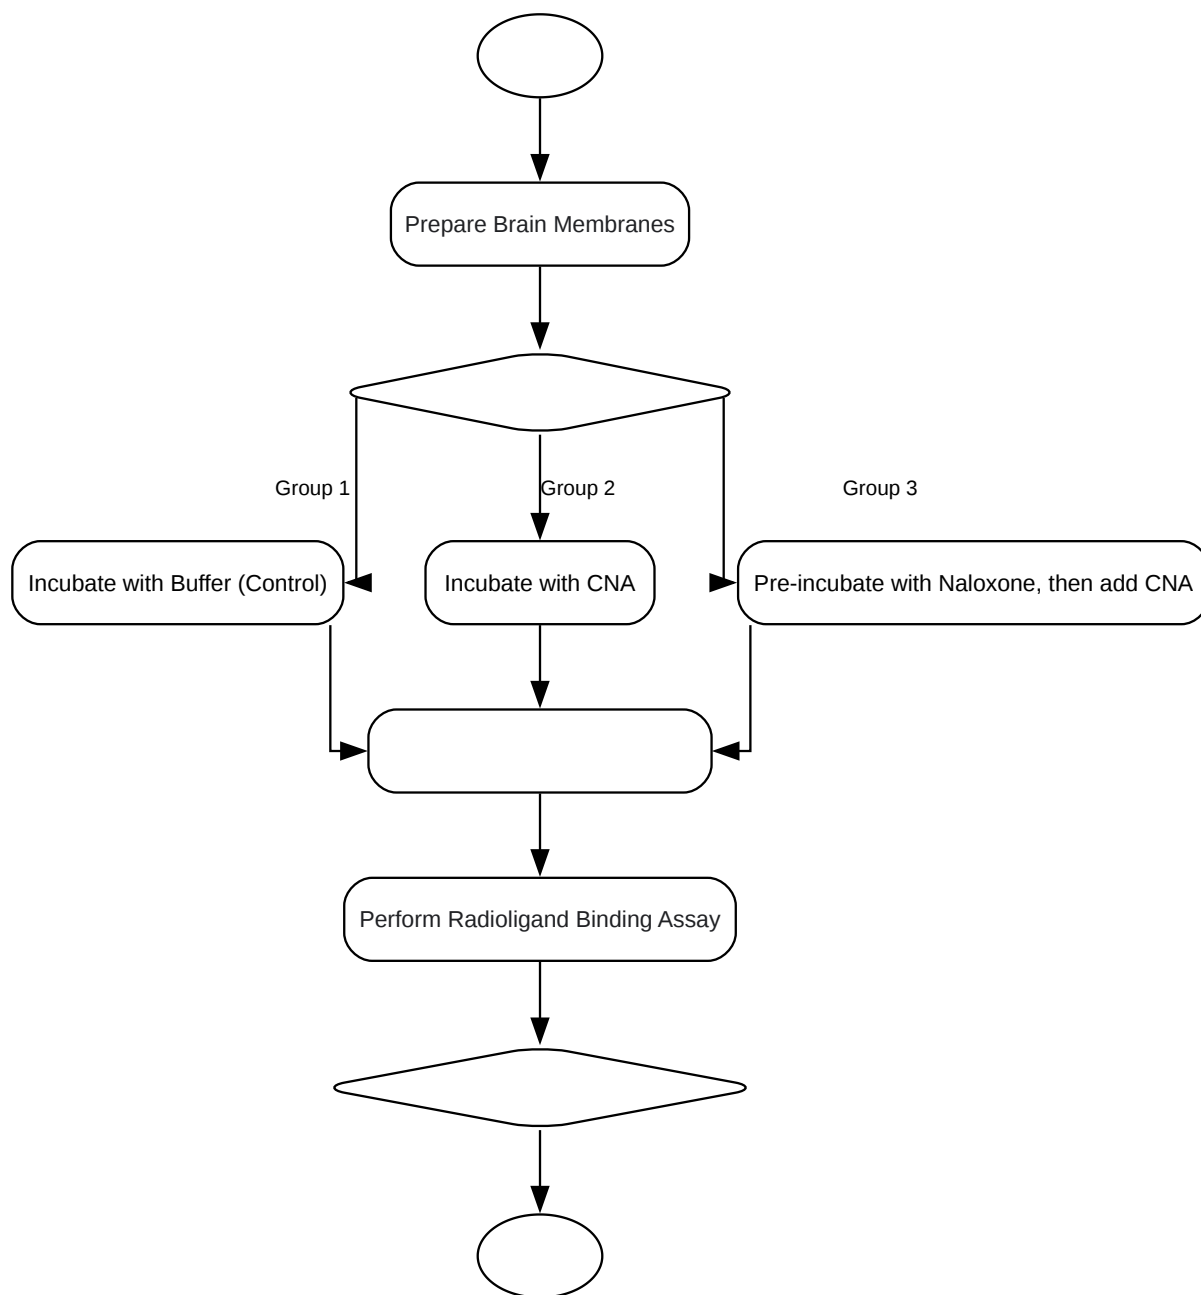 Prepare Brain Membranes
Group 1
Group 2
Group 3
Incubate with Buffer (Control)
Incubate with CNA
Pre-incubate with Naloxone, then add CNA
Perform Radioligand Binding Assay